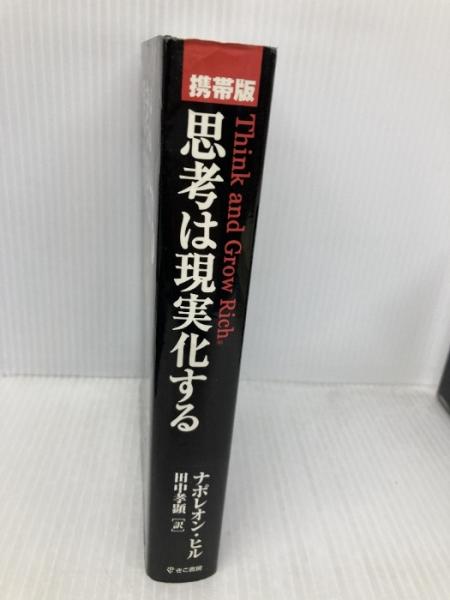 携帯版
Think and Grow Rich®
思考は現実化する
ナポレオン・ヒル
田中孝顕[訳]
きこ書房